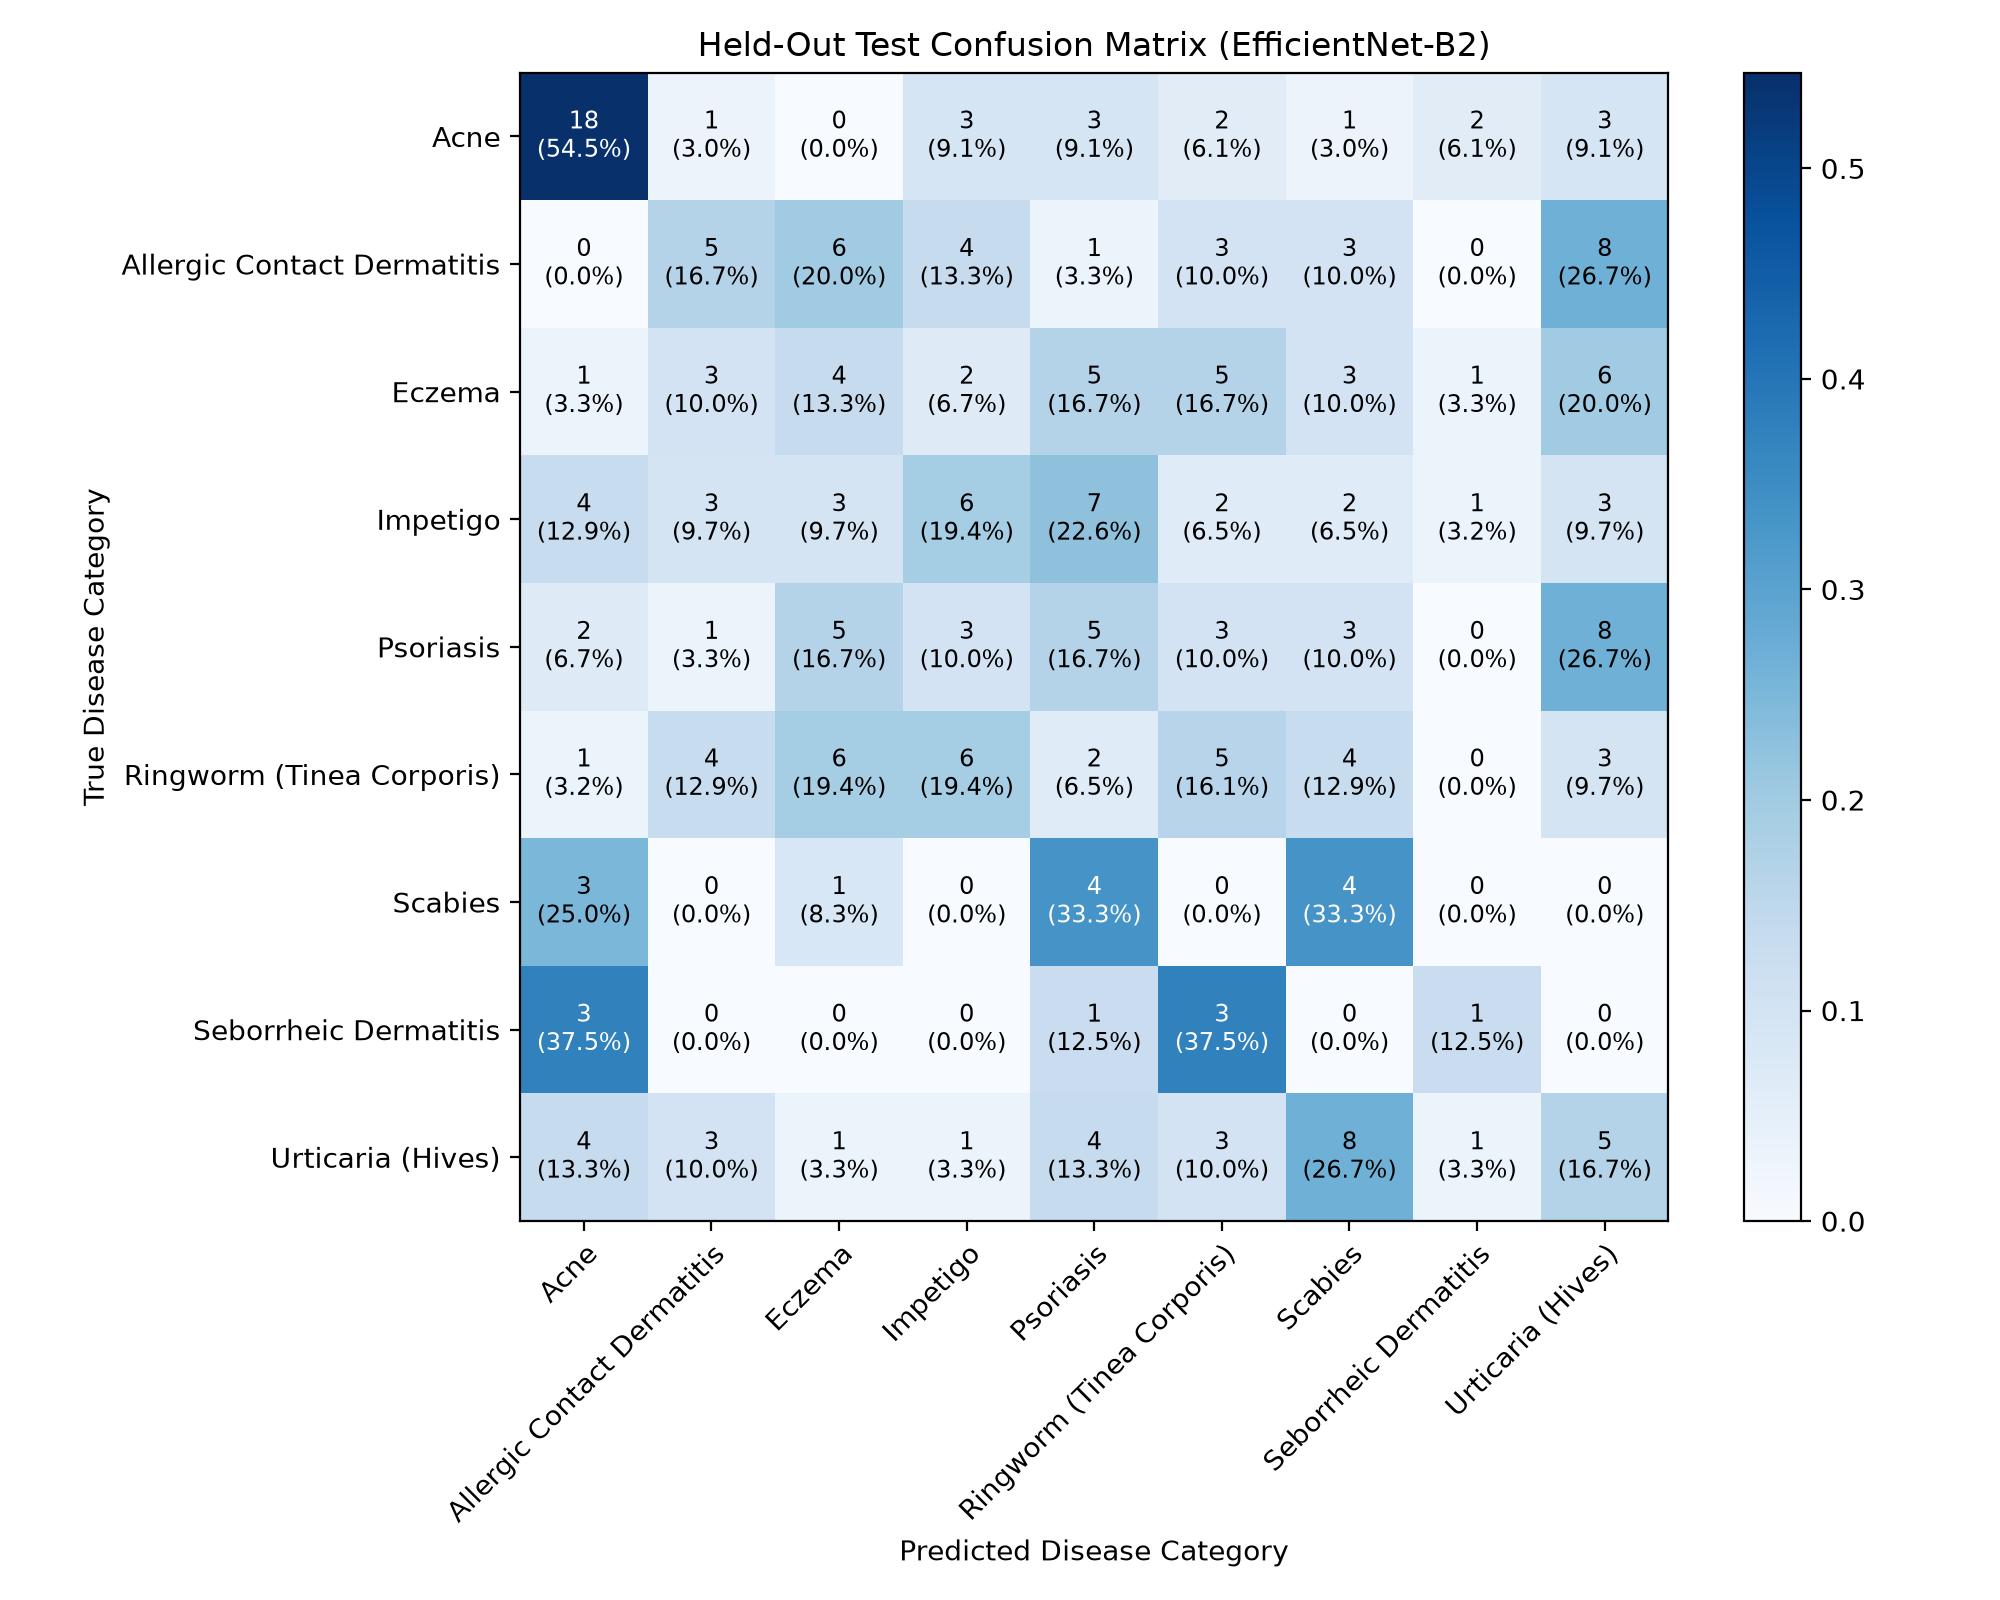 Held-Out Test Confusion Matrix (EfficientNet-B2)
True Disease Category
Acne
18 1 0 3 3 2 1 2 3
(54.5%) (3.0%) (0.0%) (9.1%) (9.1%) (6.1%) (3.0%) (6.1%) (9.1%)
Allergic Contact Dermatitis
0 5 6 4 1 3 3 0 8
(0.0%) (16.7%) (20.0%) (13.3%) (3.3%) (10.0%) (10.0%) (0.0%) (26.7%)
Eczema
1 3 4 2 5 5 3 1 6
(3.3%) (10.0%) (13.3%) (6.7%) (16.7%) (16.7%) (10.0%) (3.3%) (20.0%)
Impetigo
4 3 3 6 7 2 2 1 3
(12.9%) (9.7%) (9.7%) (19.4%) (22.6%) (6.5%) (6.5%) (3.2%) (9.7%)
Psoriasis
2 1 5 3 5 3 3 0 8
(6.7%) (3.3%) (16.7%) (10.0%) (16.7%) (10.0%) (10.0%) (0.0%) (26.7%)
Ringworm (Tinea Corporis)
1 4 6 6 2 5 4 0 3
(3.2%) (12.9%) (19.4%) (19.4%) (6.5%) (16.1%) (12.9%) (0.0%) (9.7%)
Scabies
3 0 1 0 4 0 4 0 0
(25.0%) (0.0%) (8.3%) (0.0%) (33.3%) (0.0%) (33.3%) (0.0%) (0.0%)
Seborrheic Dermatitis
3 0 0 0 1 3 0 1 0
(37.5%) (0.0%) (0.0%) (0.0%) (12.5%) (37.5%) (0.0%) (12.5%) (0.0%)
Urticaria (Hives)
4 3 1 1 4 3 8 1 5
(13.3%) (10.0%) (3.3%) (3.3%) (13.3%) (10.0%) (26.7%) (3.3%) (16.7%)
Acne
Allergic Contact Dermatitis
Eczema
Impetigo
Psoriasis
Ringworm (Tinea Corporis)
Scabies
Seborrheic Dermatitis
Urticaria (Hives)
Predicted Disease Category
0.5
0.4
0.3
0.2
0.1
0.0